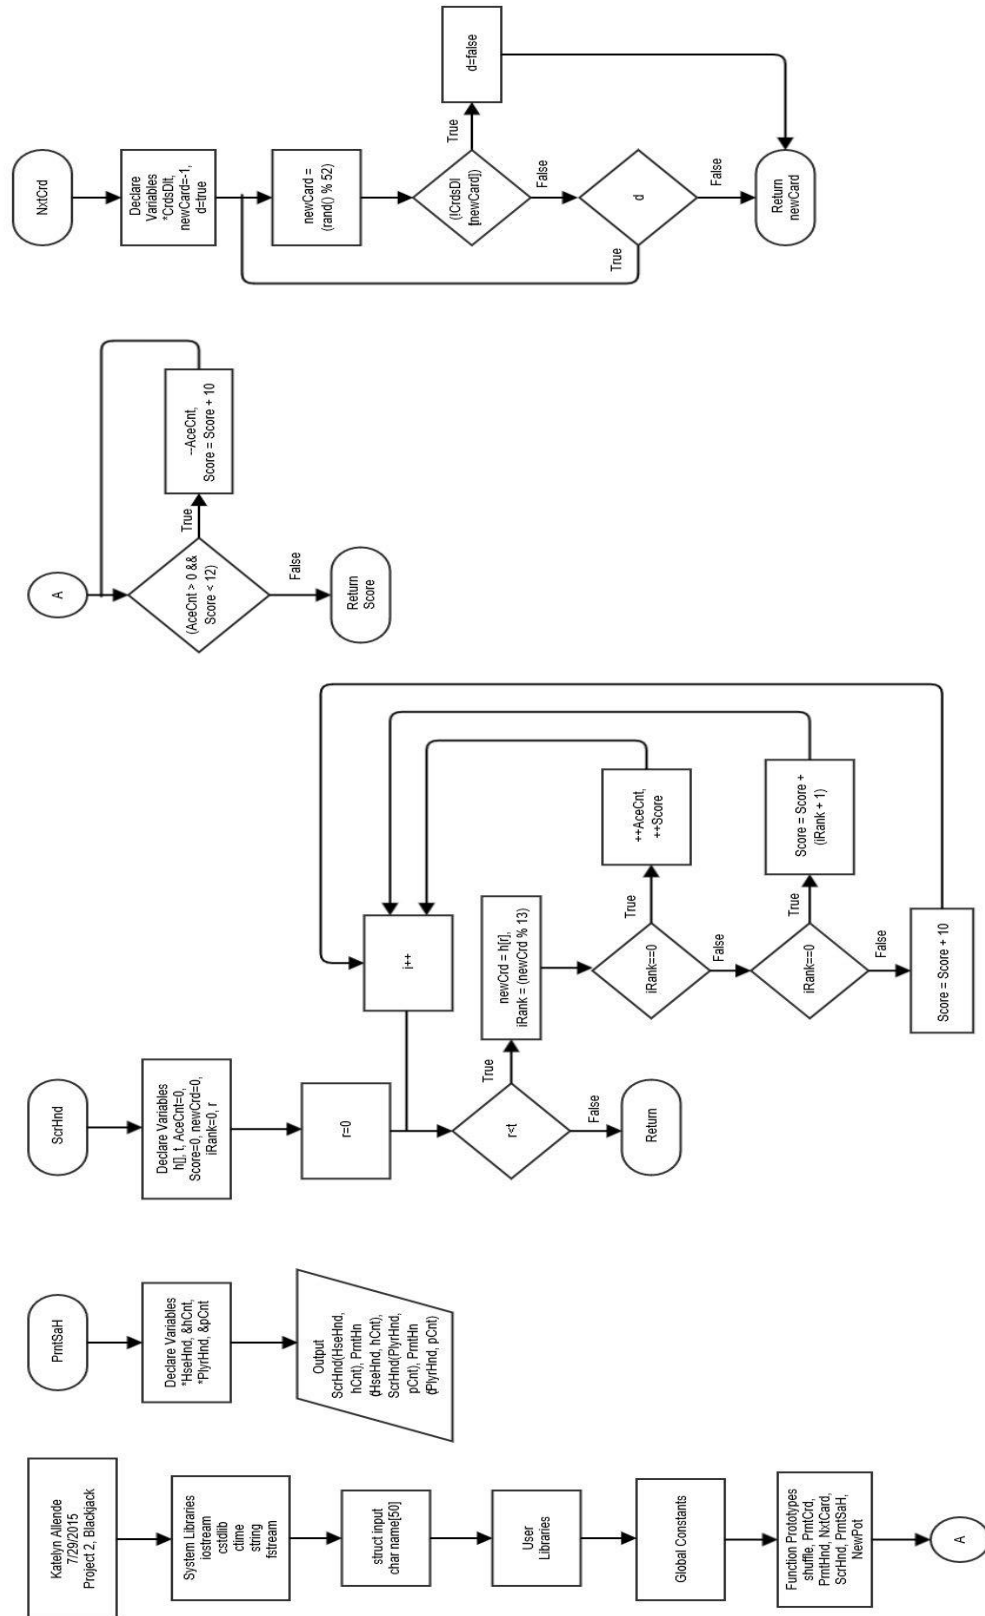 Katelyn Allende
7/29/2015
Project 2, Blackjack
System Libraries
iostream
cstdlib
ctime
string
fstream
struct input
char name[50]
User
Libraries
Global Constants
Function Prototypes
shuffle, PrntCrd,
PrntHnd, NxtCard,
ScrHnd, PrntSaH,
NewPot
A
PrntSaH
Declare Variables
*HseHnd, &hCnt,
*PlyrHnd, &pCnt
Output
ScrHnd(HseHnd,
hCnt), PrntHn
(HseHnd, hCnt),
ScrHnd(PlyrHnd,
pCnt), PrntHn
(PlyrHnd, pCnt)
ScrHnd
Declare Variables
h[], t, AceCnt=0,
Score=0, newCrd=0,
iRank=0, r
r=0
i++
r<t
True
False
Return
newCrd = h[r],
iRank = (newCrd % 13)
iRank==0
True
False
++AceCnt,
++Score
iRank==0
True
False
Score = Score +
(iRank + 1)
Score = Score + 10
A
(AceCnt > 0 &&
Score < 12)
True
False
--AceCnt,
Score = Score + 10
Return
Score
NxtCrd
Declare
Variables
*CrdsDlt,
newCard=-1,
d=true
newCard =
(rand() % 52)
(!CrdsDl
t[newCard])
True
False
d=false
d
True
False
Return
newCard